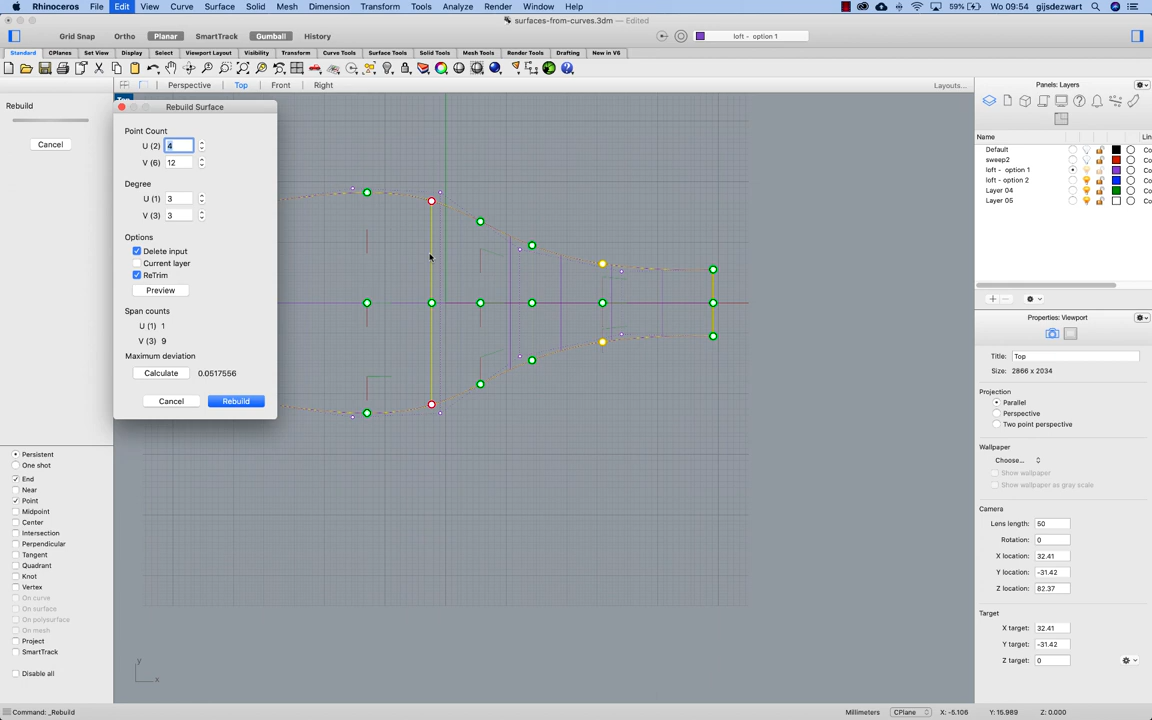 Rhinoceros File Edit View Curve Surface Solid Mesh Dimension Transform Tools Analyze Render Window Help 59% Wo 09:54 gijsdezwart
surfaces-from-curves.3dm — Edited
Grid Snap Ortho Planar SmartTrack Gumball History loft - option 1
Standard CPlanes Set View Display Select Viewport Layout Visibility Transform Curve Tools Surface Tools Solid Tools Mesh Tools Render Tools Drafting New in V6
Perspective Top Front Right Layouts...
Panels: Layers
Rebuild
Cancel
Top
Rebuild Surface
Point Count
U (2) 4
V (6) 12
Degree
U (1) 3
V (3) 3
Options
Delete input
Current layer
ReTrim
Preview
Span counts
U (1) 1
V (3) 9
Maximum deviation
Calculate 0.0517556
Cancel Rebuild
Persistent
One shot
End
Near
Point
Midpoint
Center
Intersection
Perpendicular
Tangent
Quadrant
Knot
Vertex
On curve
On surface
On polysurface
On mesh
Project
SmartTrack
Disable all
y
x
Name Lin
Default Co
sweep2 Co
loft - option 1 Co
loft - option 2 Co
Layer 04 Co
Layer 05 Co
Properties: Viewport
Title: Top
Size: 2866 x 2034
Projection
Parallel
Perspective
Two point perspective
Wallpaper
Choose...
Show wallpaper
Show wallpaper as gray scale
Camera
Lens length: 50
Rotation: 0
X location: 32.41
Y location: -31.42
Z location: 82.37
Target
X target: 32.41
Y target: -31.42
Z target: 0
Command: _Rebuild Millimeters CPlane X: -5.106 Y: 15.989 Z: 0.000